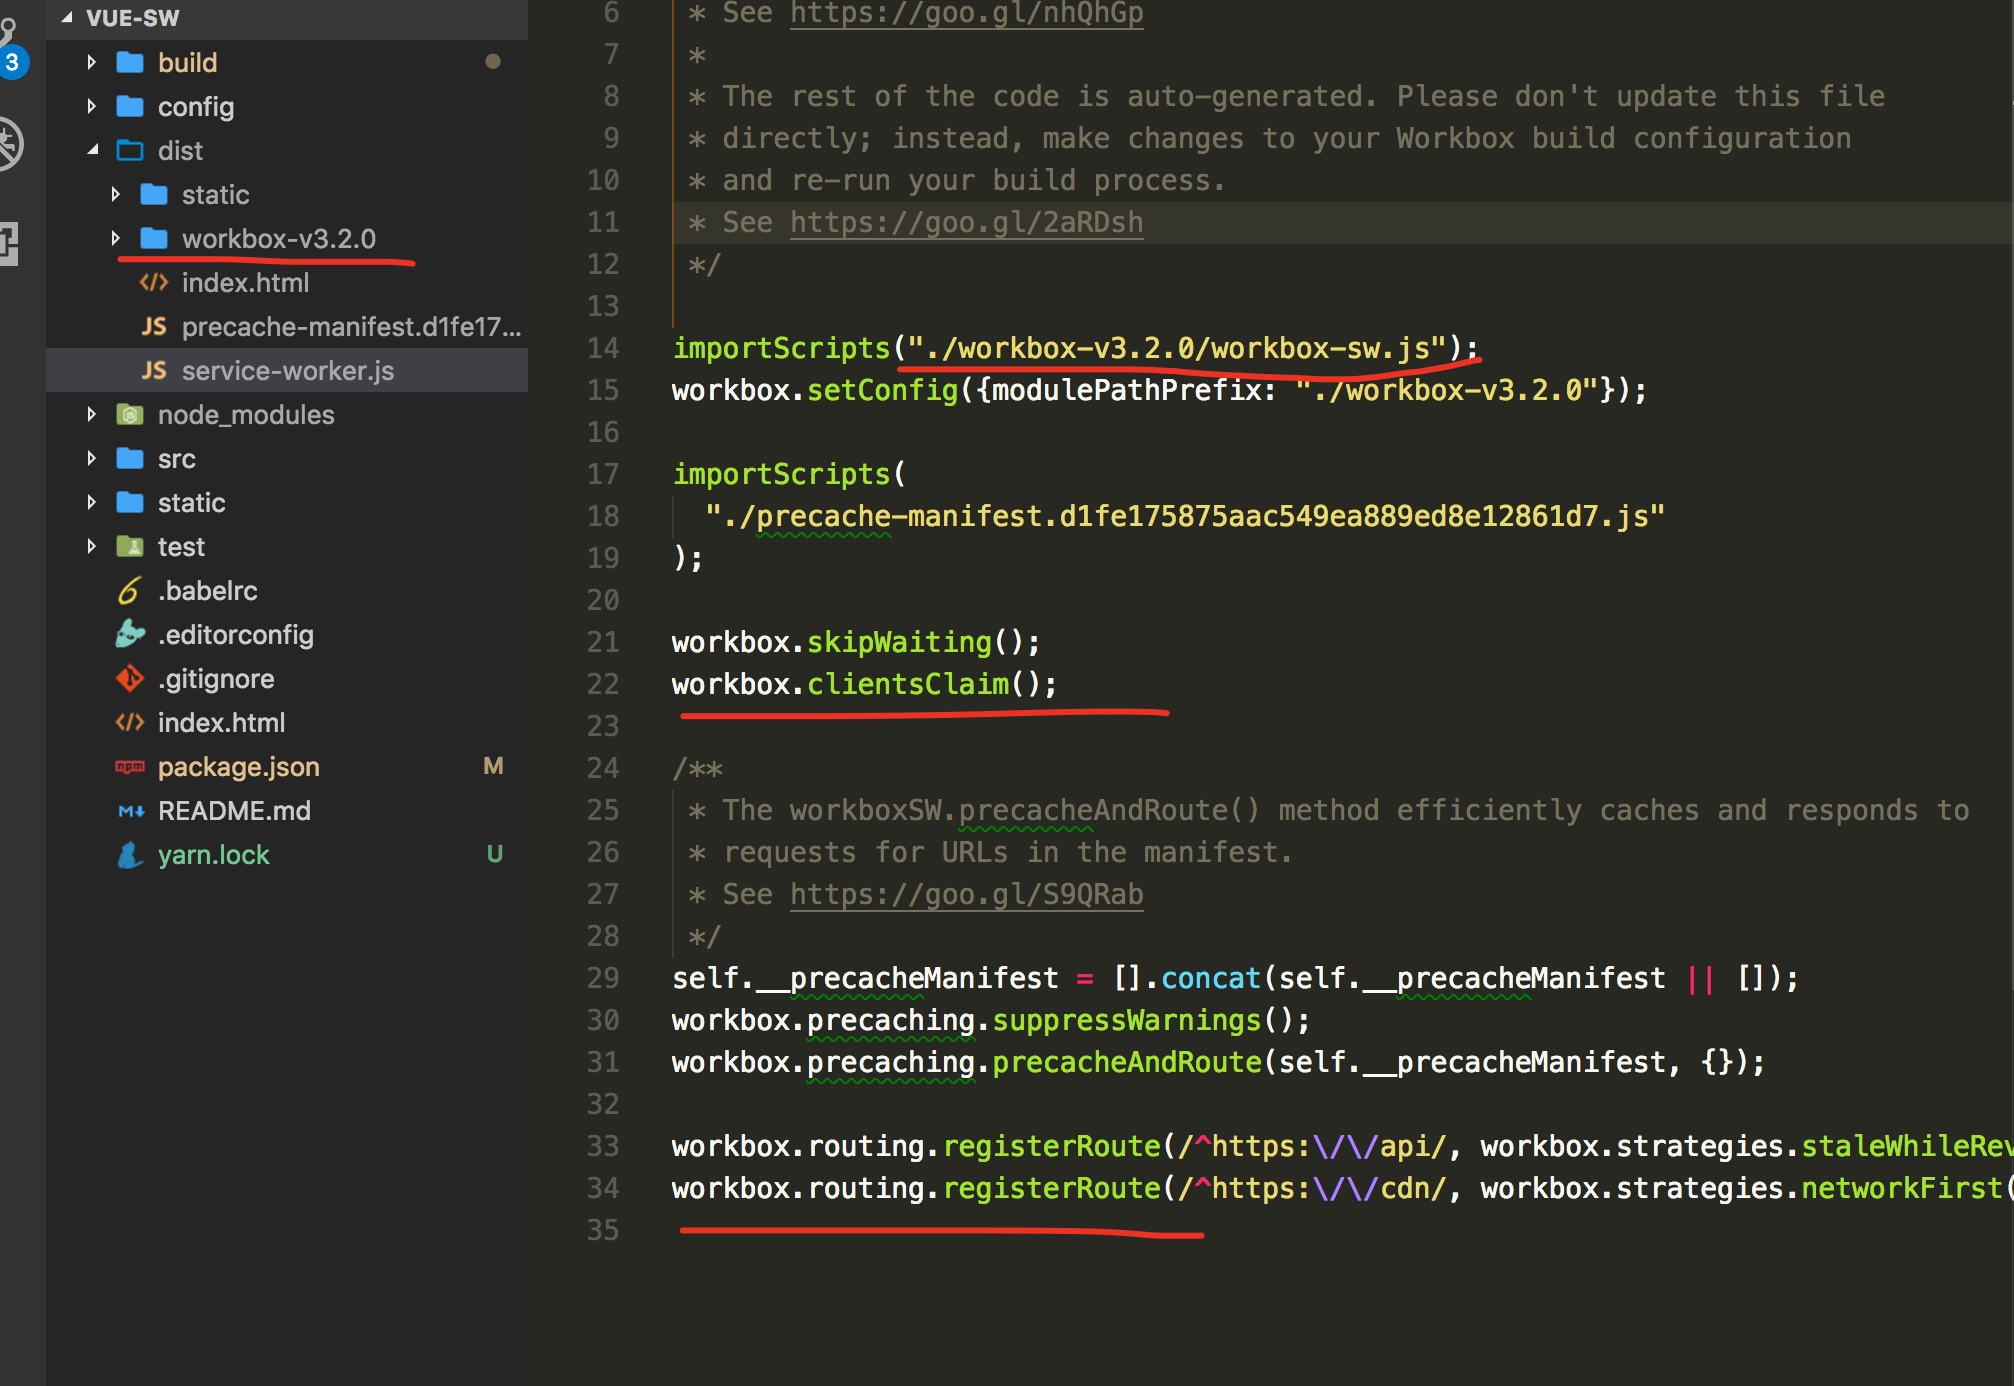 VUE-SW
3
build
config
dist
static
workbox-v3.2.0
index.html
JS precache-manifest.d1fe17...
JS service-worker.js
node_modules
src
static
test
.babelrc
.editorconfig
.gitignore
index.html
npm package.json M
README.md
yarn.lock U
6 * See https://goo.gl/nhQhGp
7 *
8 * The rest of the code is auto-generated. Please don't update this file
9 * directly; instead, make changes to your Workbox build configuration
10 * and re-run your build process.
11 * See https://goo.gl/2aRDsh
12 */
13
14 importScripts("./workbox-v3.2.0/workbox-sw.js");
15 workbox.setConfig({modulePathPrefix: "./workbox-v3.2.0"});
16
17 importScripts(
18 "./precache-manifest.d1fe175875aac549ea889ed8e12861d7.js"
19 );
20
21 workbox.skipWaiting();
22 workbox.clientsClaim();
23
24 /**
25 * The workboxSW.precacheAndRoute() method efficiently caches and responds to
26 * requests for URLs in the manifest.
27 * See https://goo.gl/S9QRab
28 */
29 self.__precacheManifest = [].concat(self.__precacheManifest || []);
30 workbox.precaching.suppressWarnings();
31 workbox.precaching.precacheAndRoute(self.__precacheManifest, {});
32
33 workbox.routing.registerRoute(/^https:\/\/api/, workbox.strategies.staleWhileRev
34 workbox.routing.registerRoute(/^https:\/\/cdn/, workbox.strategies.networkFirst(
35